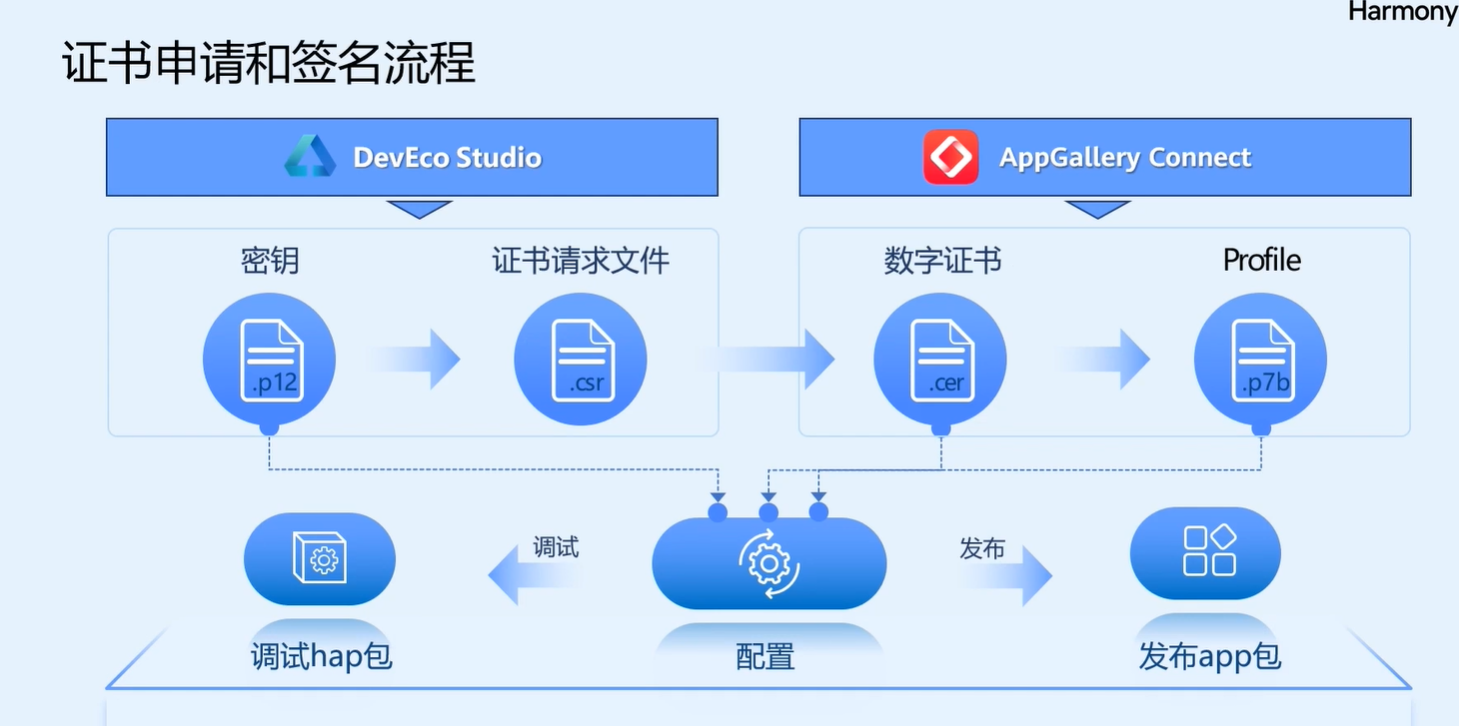 Harmony
证书申请和签名流程
DevEco Studio
AppGallery Connect
密钥
证书请求文件
数字证书
Profile
.p12
.csr
.cer
.p7b
调试
发布
调试hap包
配置
发布app包